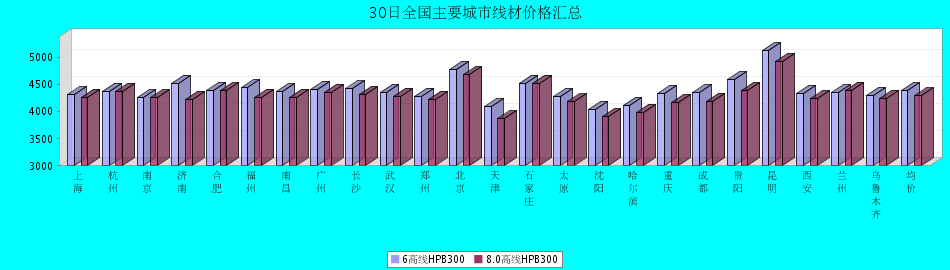 30日全国主要城市线材价格汇总
5000
4500
4000
3500
3000
上海
杭州
南京
济南
合肥
福州
南昌
广州
长沙
武汉
郑州
北京
天津
石家庄
太原
沈阳
哈尔滨
重庆
成都
贵阳
昆明
西安
兰州
乌鲁木齐
均价
6高线HPB300
8.0高线HPB300